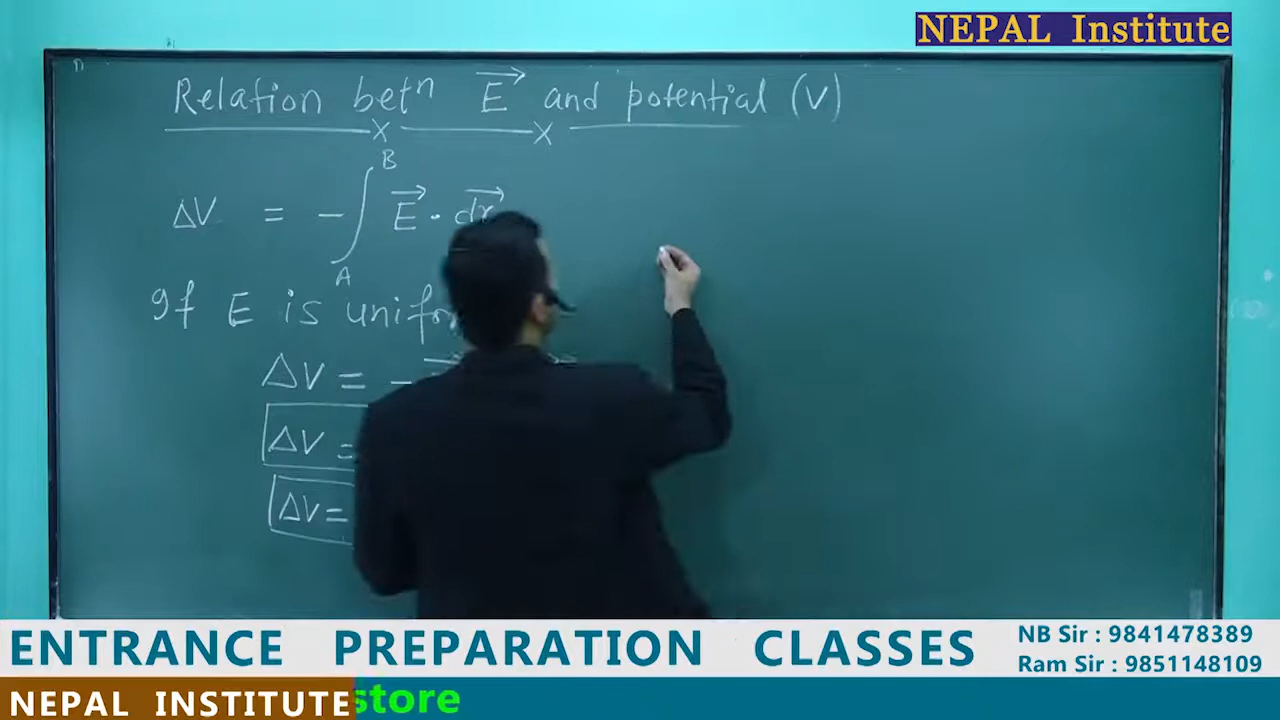 NEPAL Institute
Relation betⁿ E⃗ and potential (V)
B
ΔV = - ∫ E⃗ · dr⃗
A
If E is
ΔV = -
ΔV =
ΔV =
ENTRANCE PREPARATION CLASSES
NB Sir : 9841478389
Ram Sir : 9851148109
NEPAL INSTITUTE store